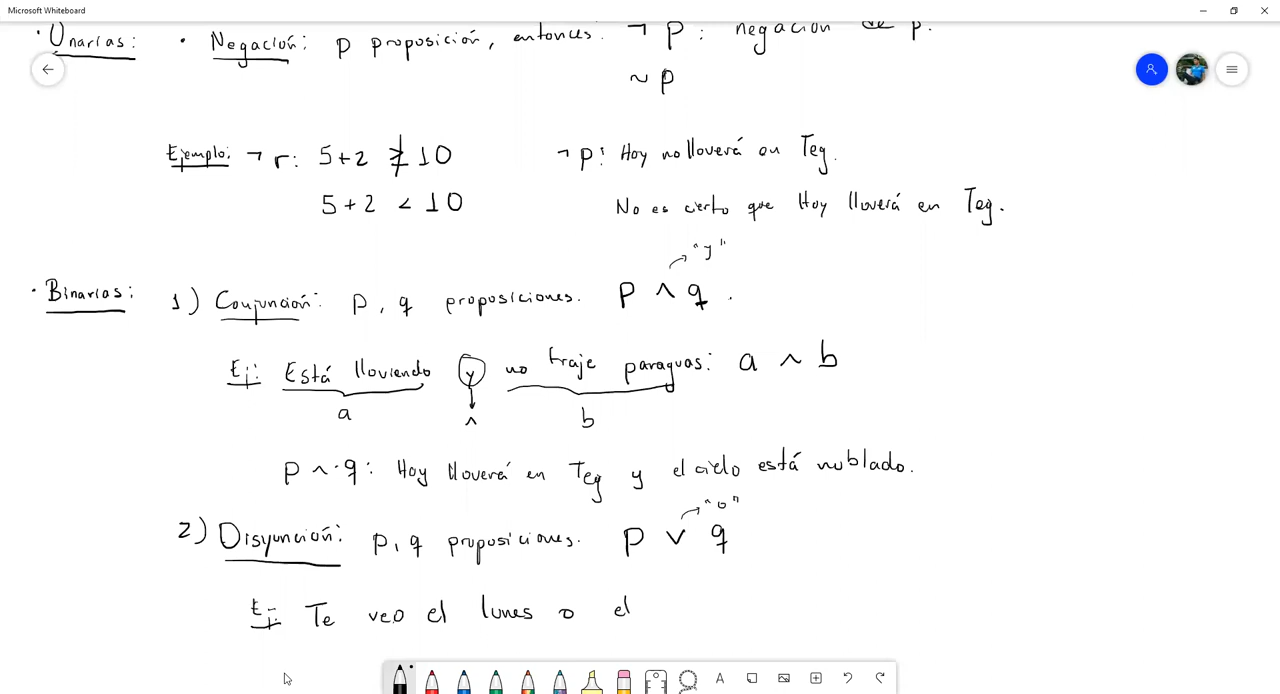 Microsoft Whiteboard
· Unarias: · Negación: p proposición, entonces. ¬ p: negación de p.
~ p
Ejemplo: ¬ r: 5+2 ≱ 10 ¬ p: Hoy no lloverá en Teg.
5+2 < 10 No es cierto que Hoy lloverá en Teg.
"y"
· Binarias: 1) Conjunción: p, q proposiciones. p ∧ q .
Ej: Está lloviendo y no traje paraguas: a ∧ b
a ∧ b
p ∧ q: Hoy lloverá en Teg y el cielo está nublado.
"o"
2) Disyunción: p, q proposiciones. p ∨ q
Ej: Te veo el lunes o el